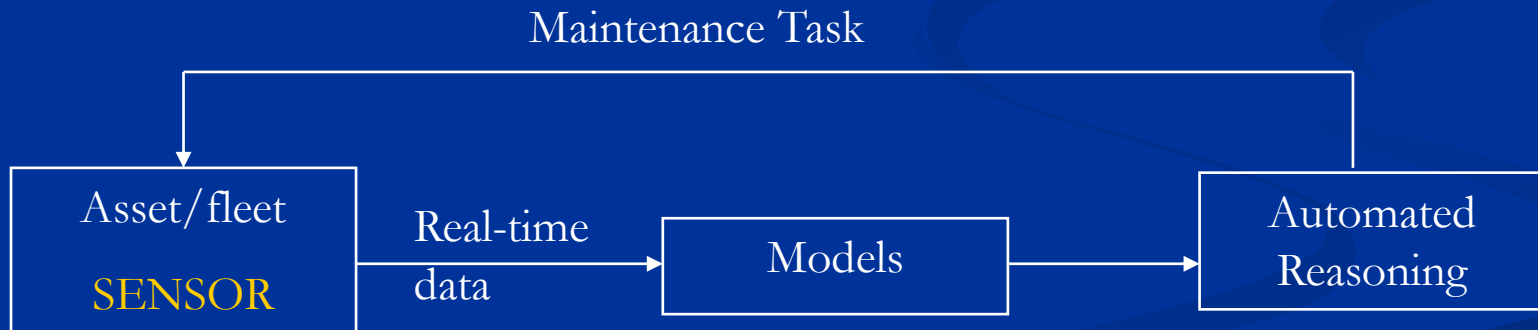 Maintenance Task
Asset/fleet
SENSOR
Real-time
data
Models
Automated
Reasoning